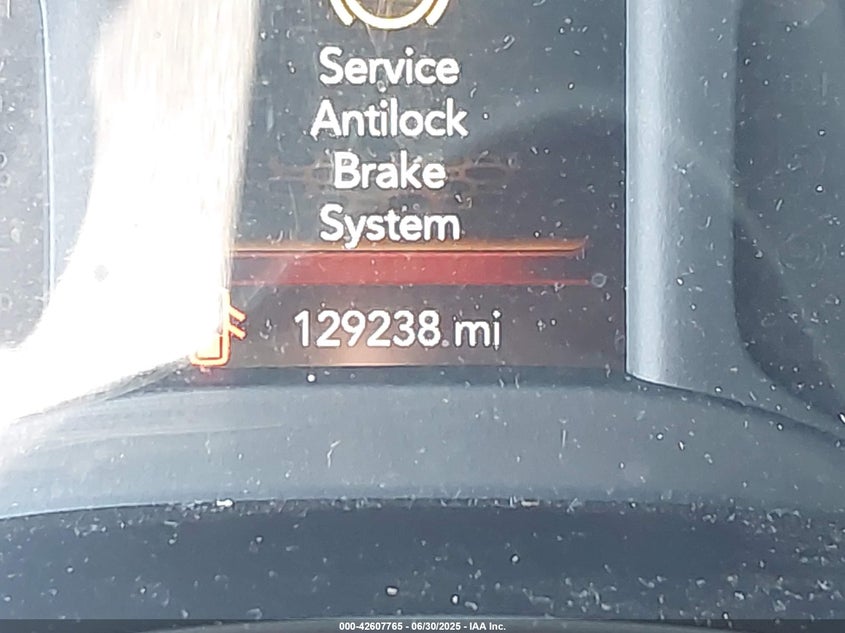 Service
Antilock
Brake
System
129238 mi
000-42607765 - 06/30/2025 - IAA Inc.